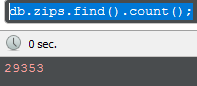 db.zips.find().count();
0 sec.
29353